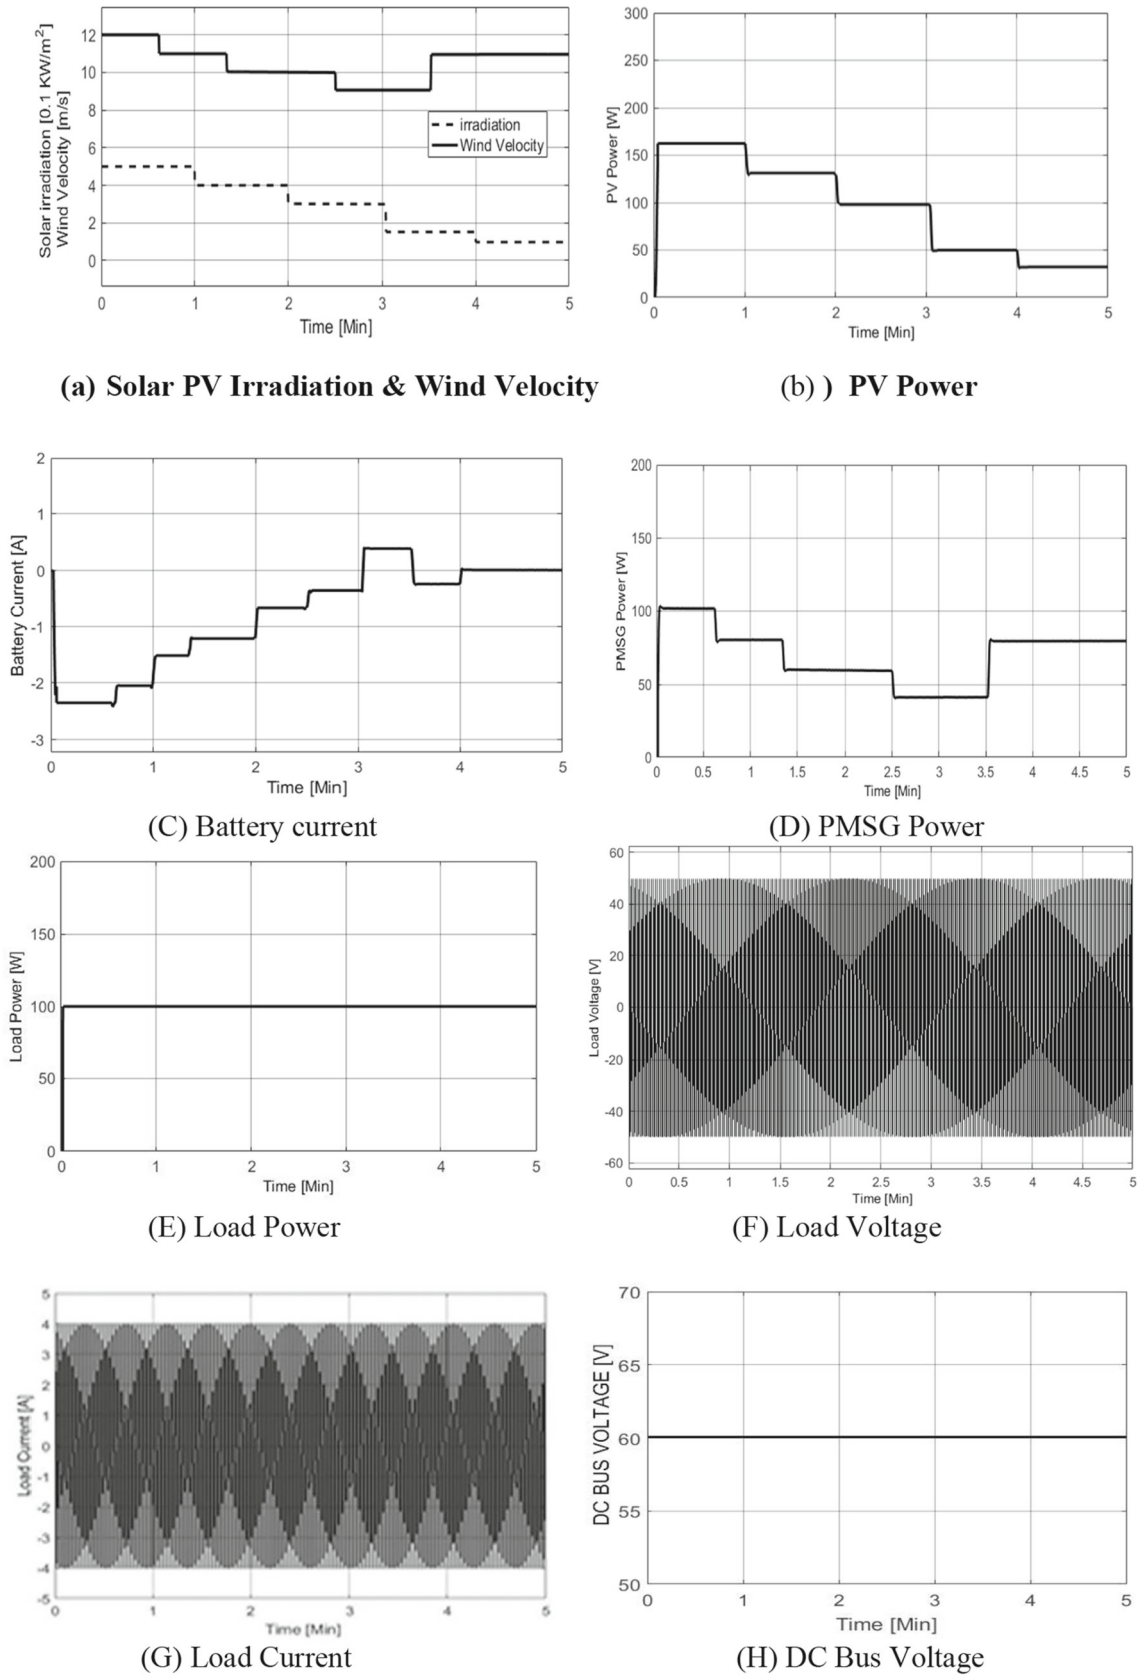 Solar irradiation [0.1 KW/m²]
Wind Velocity [m/s]
12
10
8
6
4
2
0
irradiation
Wind Velocity
0 1 2 3 4 5
Time [Min]
PV Power [W]
300
250
200
150
100
50
0
0 1 2 3 4 5
Time [Min]
(a) Solar PV Irradiation & Wind Velocity
(b) ) PV Power
Battery Current [A]
2
1
0
-1
-2
-3
0 1 2 3 4 5
Time [Min]
PMSG Power [W]
200
150
100
50
0
0 0.5 1 1.5 2 2.5 3 3.5 4 4.5 5
Time [Min]
(C) Battery current
(D) PMSG Power
Load Power [W]
200
150
100
50
0
0 1 2 3 4 5
Time [Min]
Load Voltage [V]
60
40
20
0
-20
-40
-60
0 0.5 1 1.5 2 2.5 3 3.5 4 4.5 5
Time [Min]
(E) Load Power
(F) Load Voltage
Load Current [A]
5
4
3
2
1
0
-1
-2
-3
-4
-5
0 1 2 3 4 5
Time [Min]
DC BUS VOLTAGE [V]
70
65
60
55
50
0 1 2 3 4 5
Time [Min]
(G) Load Current
(H) DC Bus Voltage